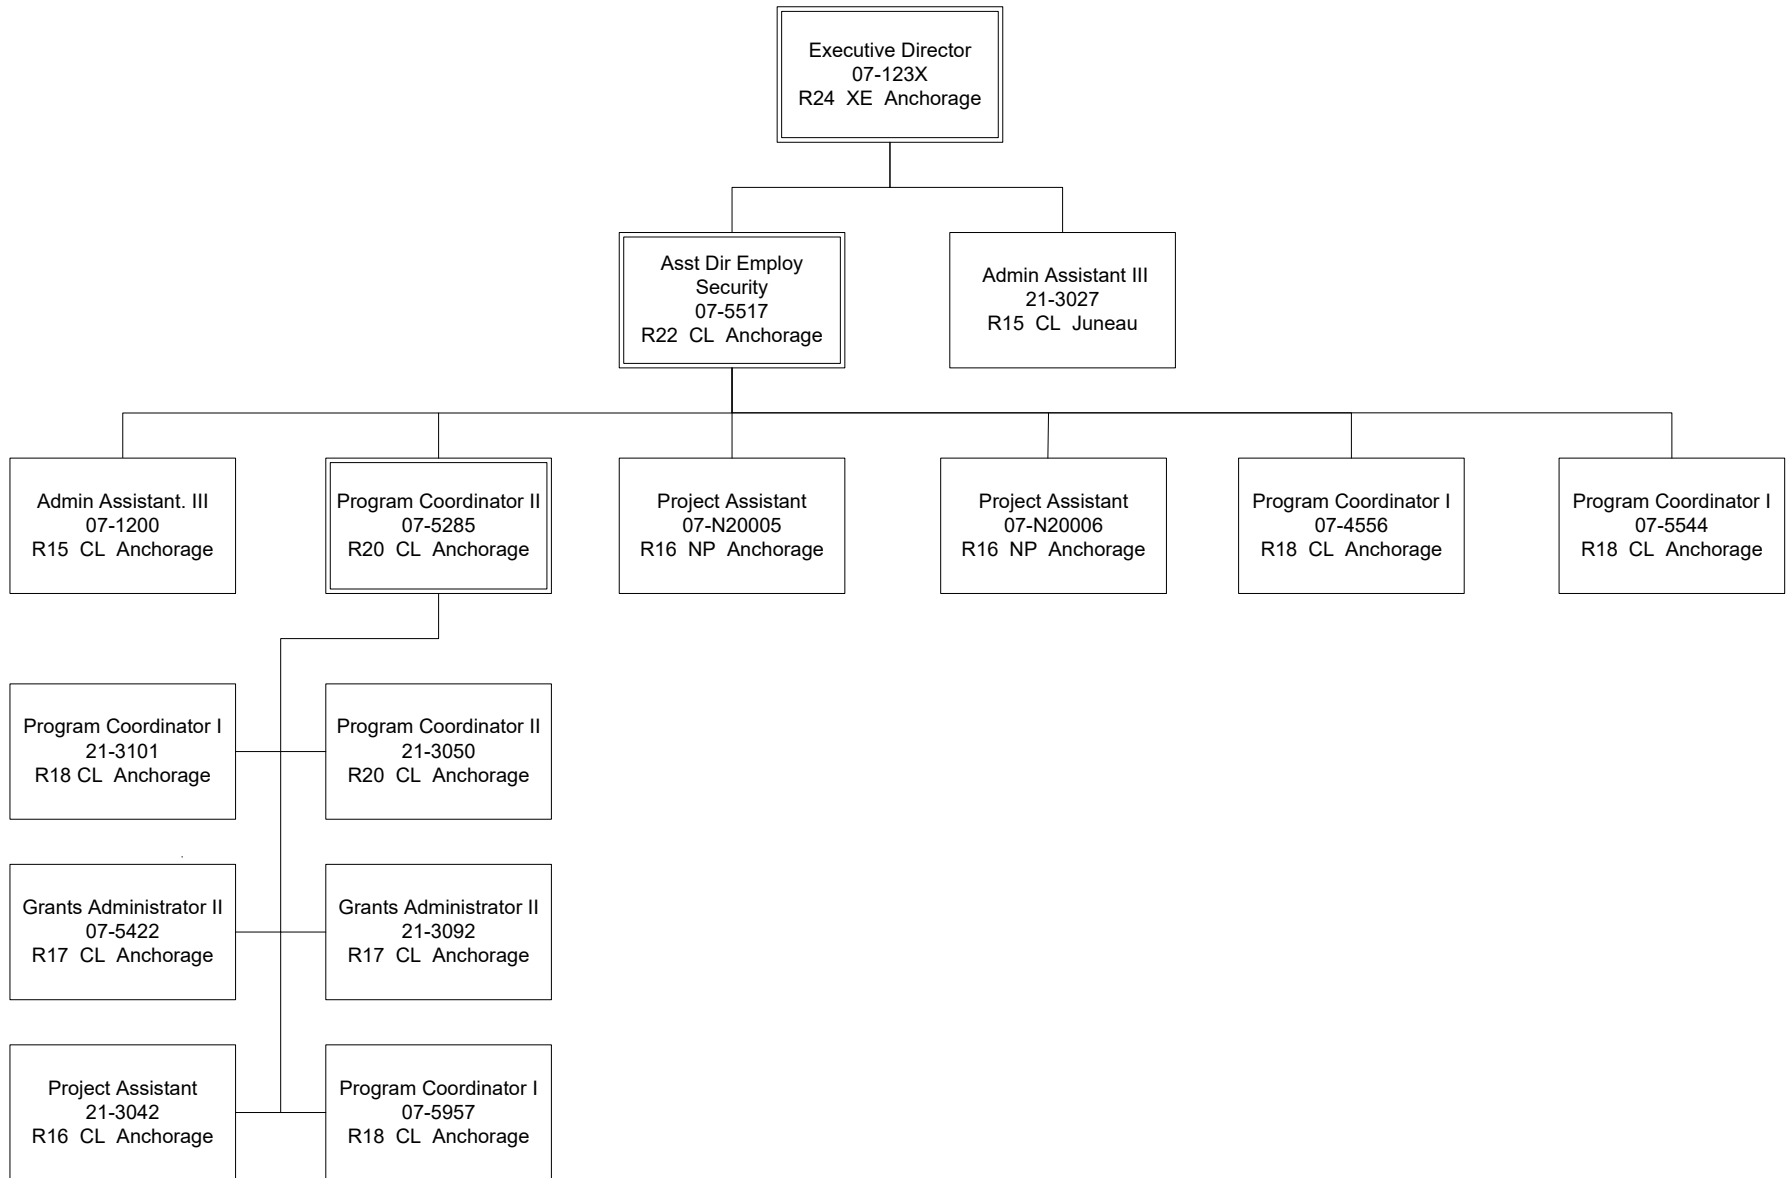 Executive Director
07-123X
R24 XE Anchorage
Asst Dir Employ
Security
07-5517
R22 CL Anchorage
Admin Assistant III
21-3027
R15 CL Juneau
Admin Assistant. III
07-1200
R15 CL Anchorage
Program Coordinator II
07-5285
R20 CL Anchorage
Project Assistant
07-N20005
R16 NP Anchorage
Project Assistant
07-N20006
R16 NP Anchorage
Program Coordinator I
07-4556
R18 CL Anchorage
Program Coordinator I
07-5544
R18 CL Anchorage
Program Coordinator I
21-3101
R18 CL Anchorage
Program Coordinator II
21-3050
R20 CL Anchorage
Grants Administrator II
07-5422
R17 CL Anchorage
Grants Administrator II
21-3092
R17 CL Anchorage
Project Assistant
21-3042
R16 CL Anchorage
Program Coordinator I
07-5957
R18 CL Anchorage